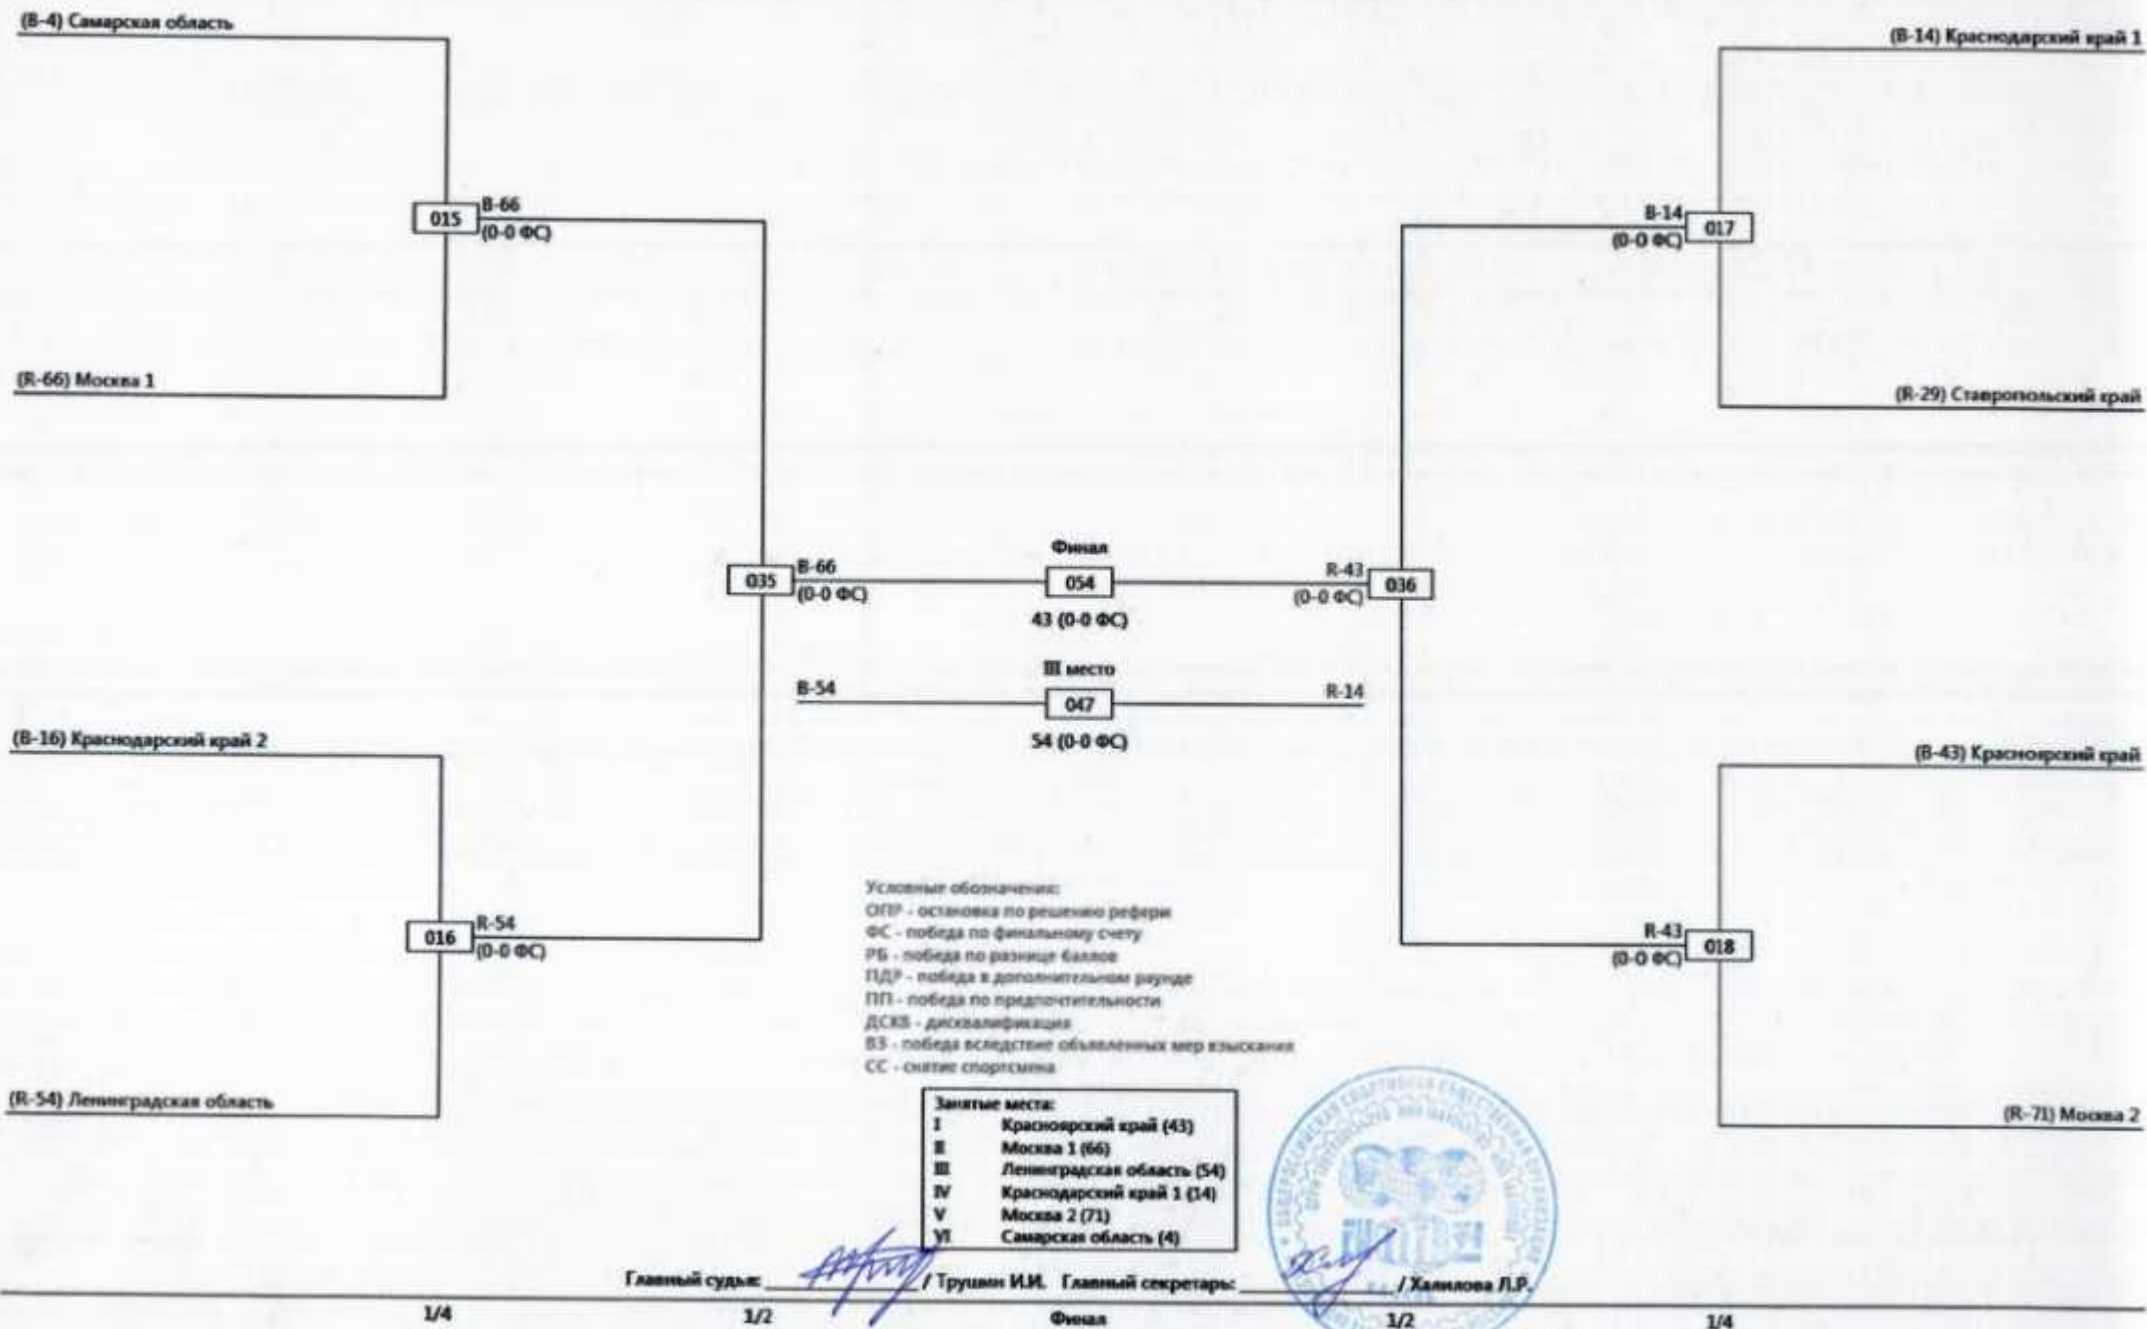 (B-4) Самарская область
(B-14) Краснодарский край 1
B-66
015
(0-0 ФС)
B-14
017
(0-0 ФС)
(R-66) Москва 1
(R-29) Ставропольский край
Финал
B-66
035
(0-0 ФС)
054
R-43
036
(0-0 ФС)
43 (0-0 ФС)
III место
B-54
047
R-14
54 (0-0 ФС)
(B-16) Краснодарский край 2
(B-43) Красноярский край
R-54
016
(0-0 ФС)
R-43
018
(0-0 ФС)
Условные обозначения:
ОПР - остановка по решению рефери
ФС - победа по финальному счету
РБ - победа по разнице баллов
ПДР - победа в дополнительном раунде
ПП - победа по предпочтительности
ДСКВ - дисквалификация
ВЗ - победа вследствие объявленных мер взыскания
СС - снятие спортсмена
(R-54) Ленинградская область
(R-71) Москва 2
Занятые места:
I Красноярский край (43)
II Москва 1 (66)
III Ленинградская область (54)
IV Краснодарский край 1 (14)
V Москва 2 (71)
VI Самарская область (4)
Главный судья: / Трушин И.И. Главный секретарь: / Халилова Л.Р.
1/4 1/2 Финал 1/2 1/4